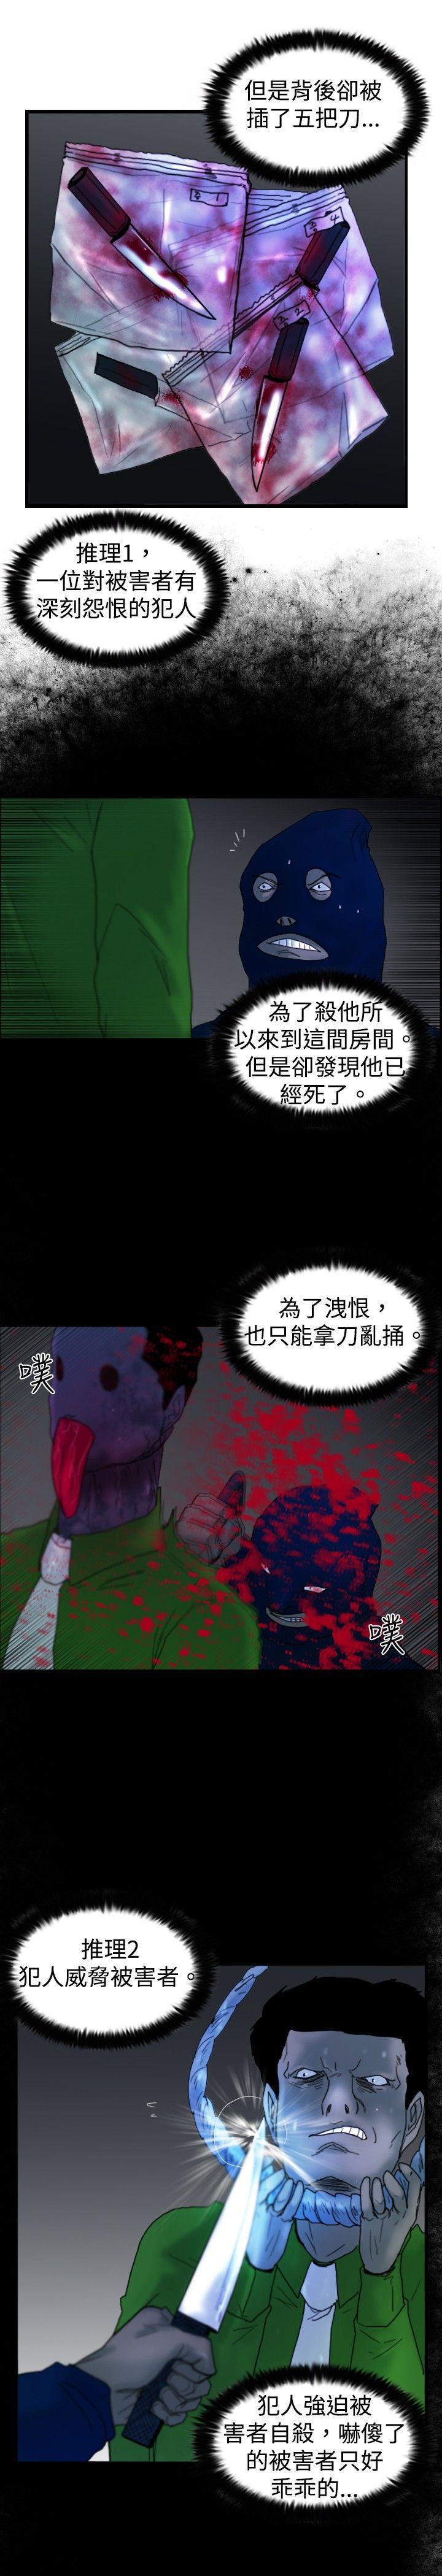 但是背後卻被
插了五把刀...
1
4
2
推理1，
一位對被害者有
深刻怨恨的犯人
為了殺他所
以來到這間房間。
但是卻發現他已
經死了。
為了洩恨，
也只能拿刀亂捅。
噗
噗
推理2
犯人威脅被害者。
犯人強迫被
害者自殺，嚇傻了
的被害者只好
乖乖的...